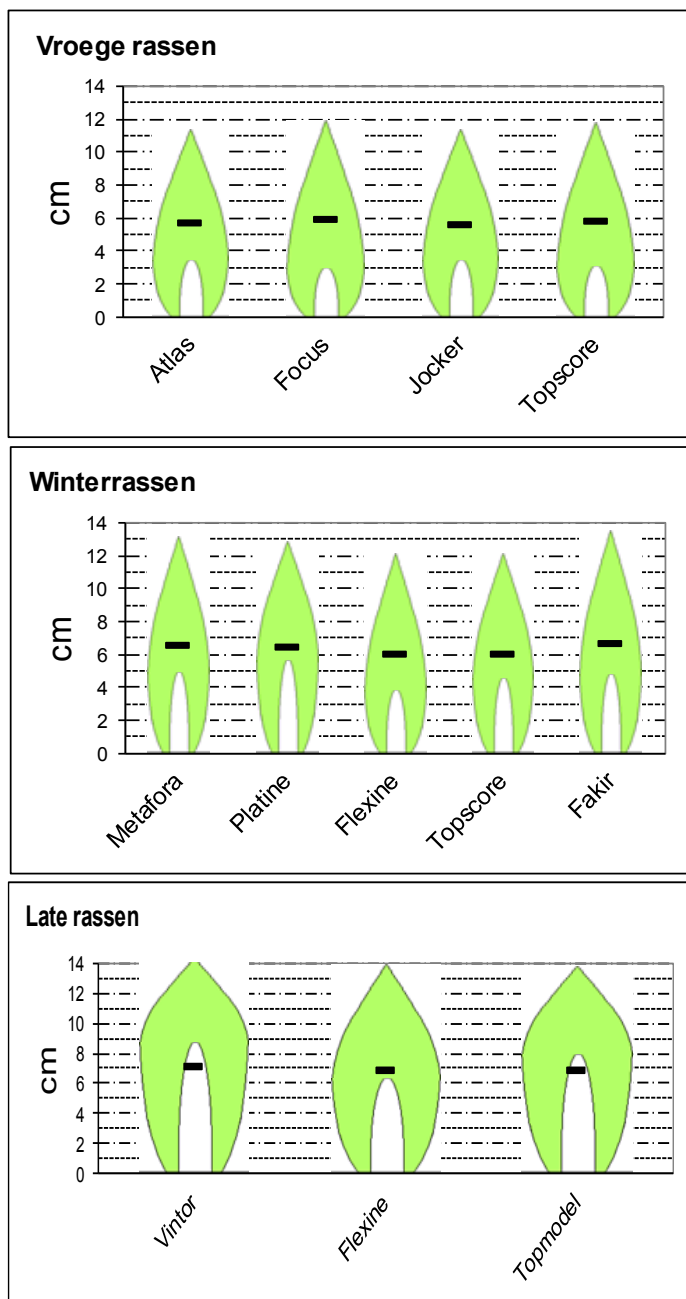 Vroege rassen
cm
14
12
10
8
6
4
2
0
Atlas
Focus
Jocker
Topscore
Winterrassen
cm
14
12
10
8
6
4
2
0
Metafora
Platine
Flexine
Topscore
Fakir
Late rassen
cm
14
12
10
8
6
4
2
0
Vintor
Flexine
Topmodel